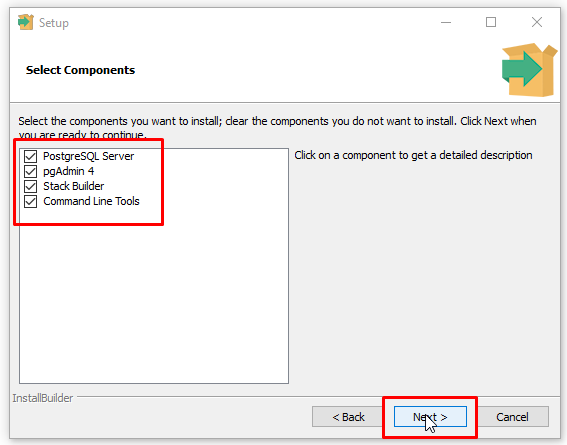 Setup
Select Components
Select the components you want to install; clear the components you do not want to install. Click Next when
you are ready to continue.
PostgreSQL Server
pgAdmin 4
Stack Builder
Command Line Tools
Click on a component to get a detailed description
InstallBuilder
< Back
Next >
Cancel